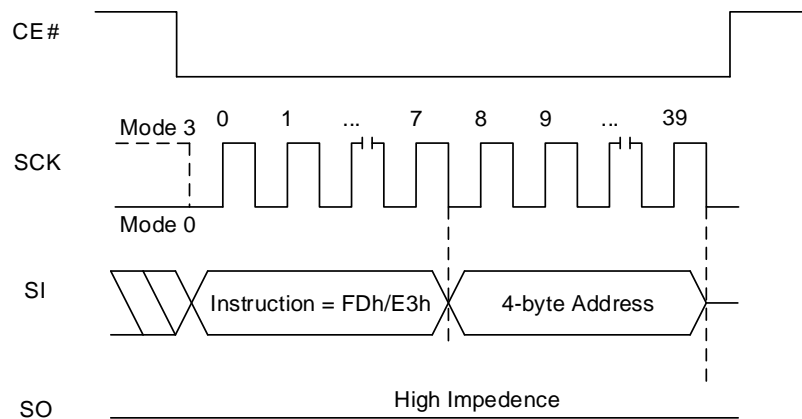 CE#
0 1 ... 7 8 9 ... 39
Mode 3
SCK
Mode 0
SI
Instruction = FDh/E3h
4-byte Address
High Impedence
SO